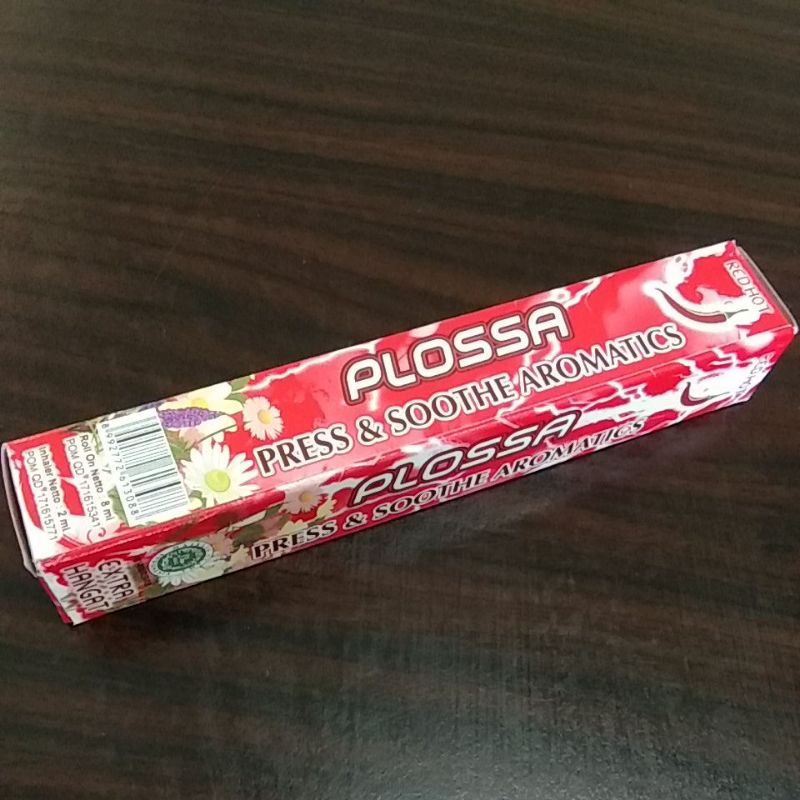 RED HOT
PLOSSA
PRESS & SOOTHE AROMATICS
Roll On Netto : 8 ml
Inhaler Netto : 2 ml
PLOSSA
PRESS & SOOTHE AROMATICS
EXTRA
HANGAT